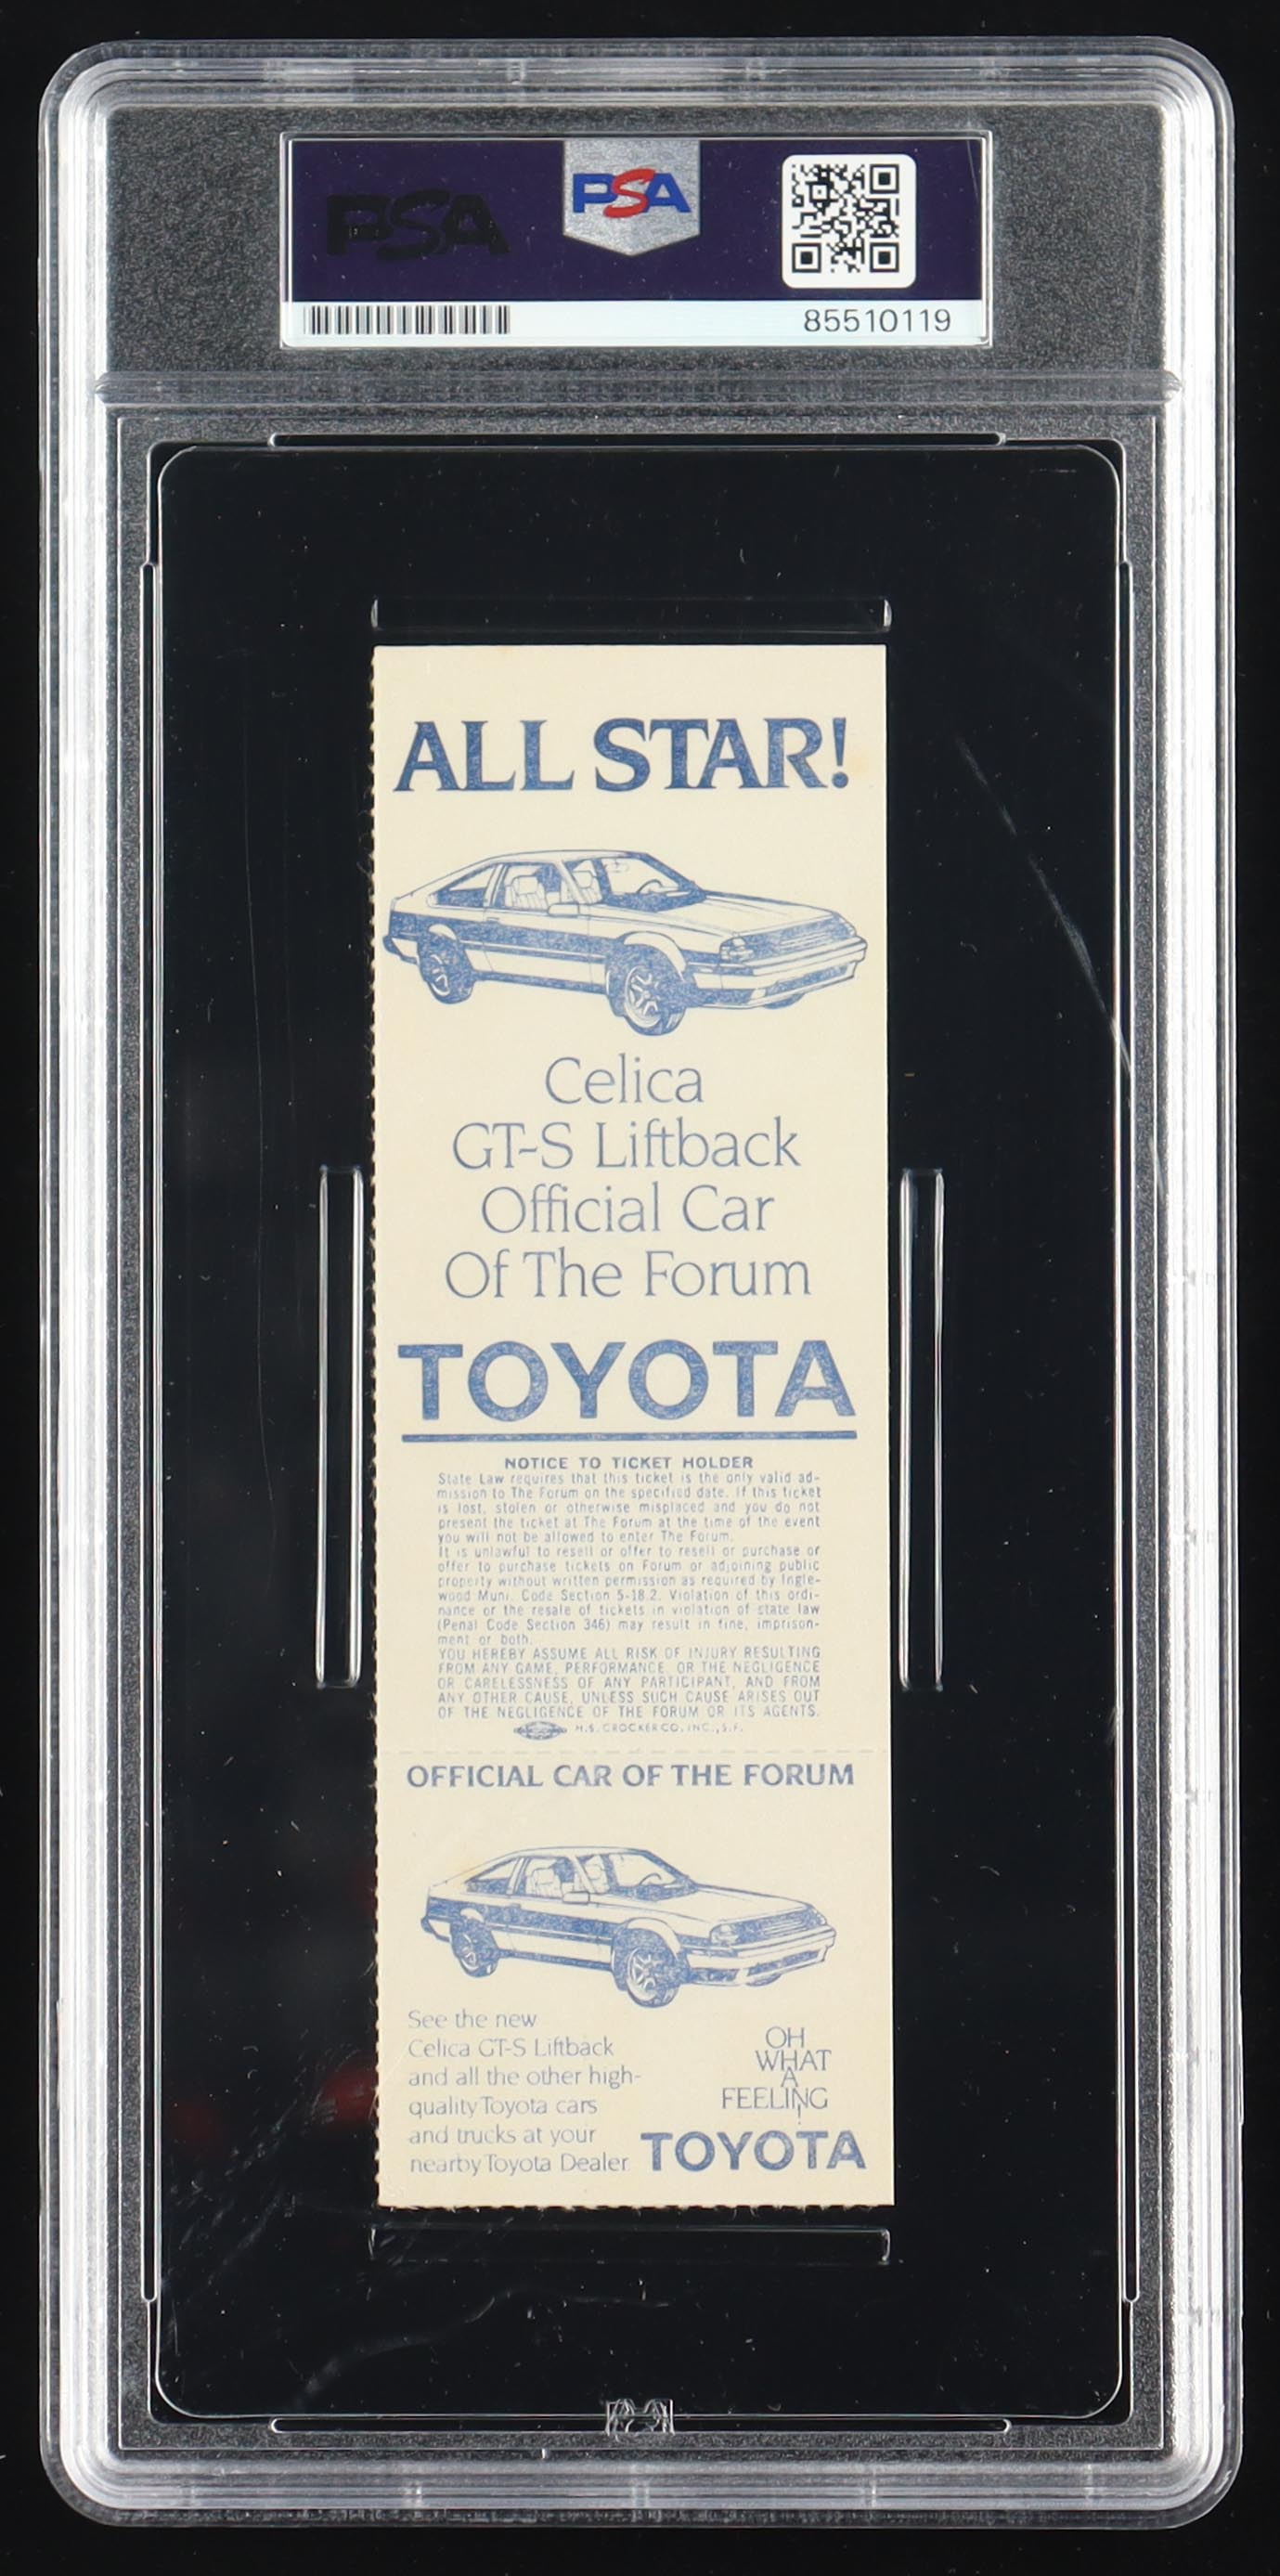 PSA
PSA
85510119
ALL STAR!
Celica
GT-S Liftback
Official Car
Of The Forum
TOYOTA
NOTICE TO TICKET HOLDER
State Law requires that this ticket is the only valid ad-
mission to The Forum on the specified date. If this ticket
is lost, stolen or otherwise misplaced and you do not
present the ticket at The Forum at the time of the event
you will not be allowed to enter The Forum.
It is unlawful to resell or offer to resell or purchase or
offer to purchase tickets on Forum or adjoining public
property without written permission as required by Ingle-
wood Muni. Code Section 5-18.2. Violation of this ordi-
nance or the resale of tickets in violation of state law
(Penal Code Section 346) may result in fine, imprison-
ment or both.
YOU HEREBY ASSUME ALL RISK OF INJURY RESULTING
FROM ANY GAME, PERFORMANCE, OR THE NEGLIGENCE
OR CARELESSNESS OF ANY PARTICIPANT, AND FROM
ANY OTHER CAUSE, UNLESS SUCH CAUSE ARISES OUT
OF THE NEGLIGENCE OF THE FORUM OR ITS AGENTS.
H.S. CROCKER CO., INC., S.F.
OFFICIAL CAR OF THE FORUM
See the new
Celica GT-S Liftback
and all the other high-
quality Toyota cars
and trucks at your
nearby Toyota Dealer.
OH
WHAT
A
FEELING
!
TOYOTA